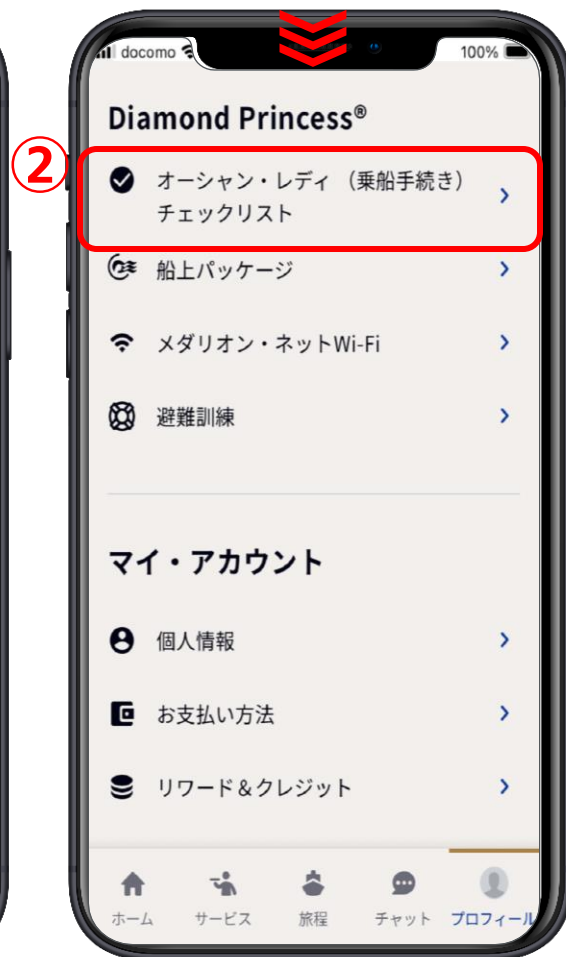 docomo
100%
Diamond Princess®
②
オーシャン・レディ （乗船手続き）
チェックリスト
船上パッケージ
メダリオン・ネットWi-Fi
避難訓練
マイ・アカウント
個人情報
お支払い方法
リワード＆クレジット
ホーム
サービス
旅程
チャット
プロフィール